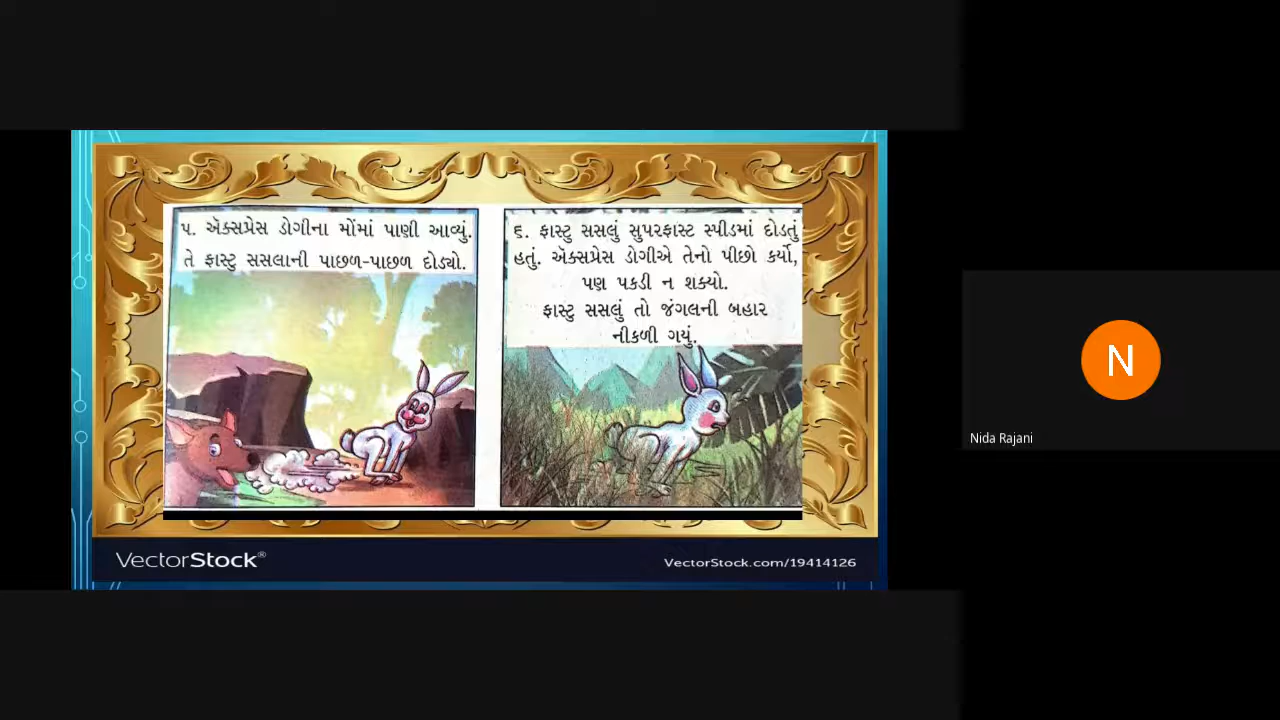 ૫. ઍક્સપ્રેસ ડોગીના મોંમાં પાણી આવ્યું.
તે ફાસ્ટુ સસલાની પાછળ-પાછળ દોડ્યો.
૬. ફાસ્ટુ સસલું સુપરફાસ્ટ સ્પીડમાં દોડતું
હતું. ઍક્સપ્રેસ ડોગીએ તેનો પીછો કર્યો,
પણ પકડી ન શક્યો.
ફાસ્ટુ સસલું તો જંગલની બહાર
નીકળી ગયું.
VectorStock®
VectorStock.com/19414126
N
Nida Rajani